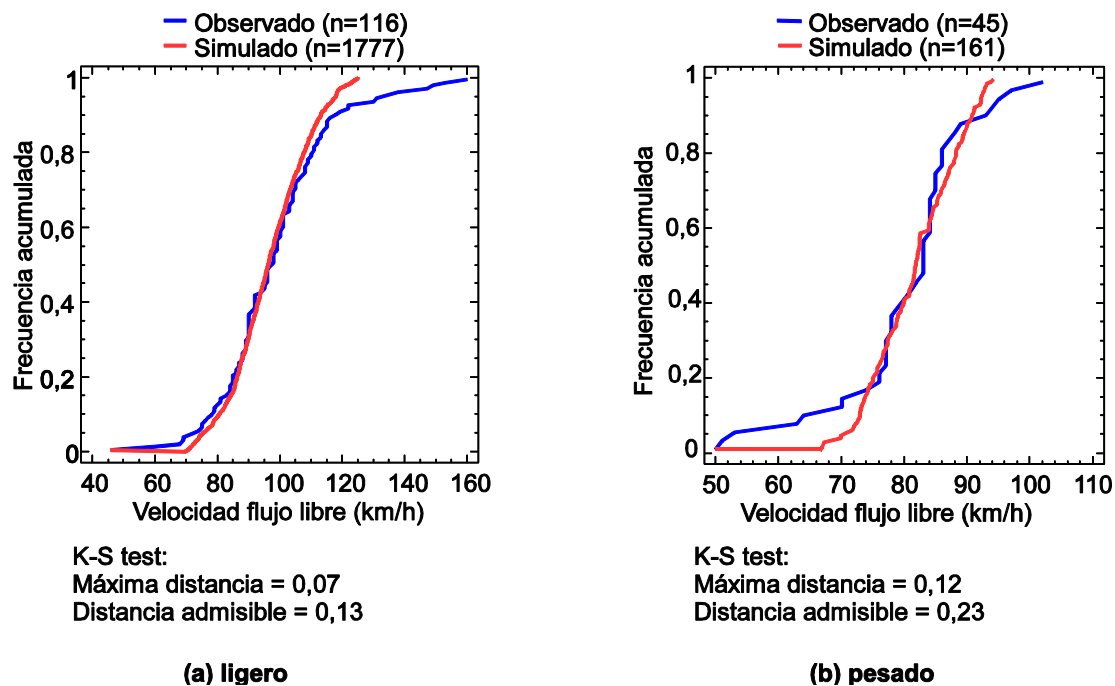 Observado (n=116)
Simulado (n=1777)
Frecuencia acumulada
1
0,8
0,6
0,4
0,2
0
40 60 80 100 120 140 160
Velocidad flujo libre (km/h)
K-S test:
Máxima distancia = 0,07
Distancia admisible = 0,13
(a) ligero
Observado (n=45)
Simulado (n=161)
Frecuencia acumulada
1
0,8
0,6
0,4
0,2
0
50 60 70 80 90 100 110
Velocidad flujo libre (km/h)
K-S test:
Máxima distancia = 0,12
Distancia admisible = 0,23
(b) pesado